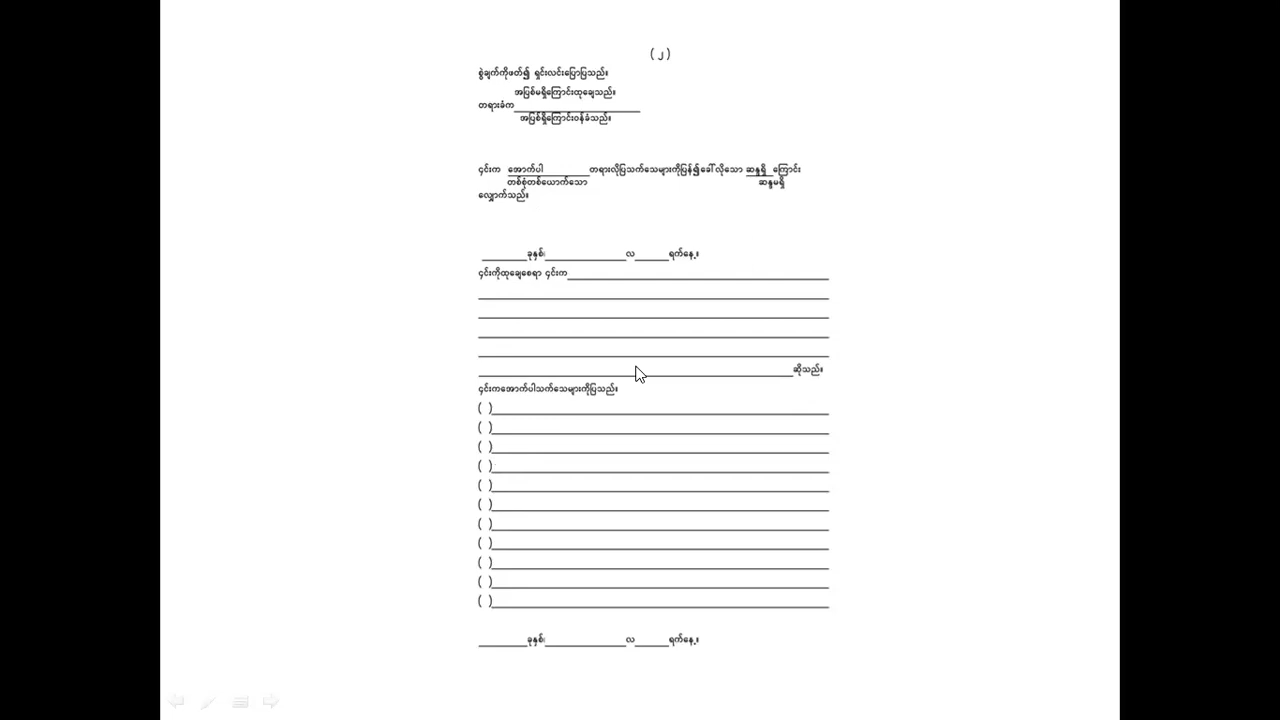 ( ၂ )
စွဲချက်ကိုဖတ်၍ ရှင်းလင်းပြောပြသည်။
အပြစ်မရှိကြောင်းထုချေသည်။
တရားခံက
အပြစ်ရှိကြောင်းဝန်ခံသည်။
၄င်းက အောက်ပါ တရားလိုပြသက်သေများကိုပြန်၍ခေါ်လိုသော ဆန္ဒရှိ ကြောင်း
တစ်စုံတစ်ယောက်သော ဆန္ဒမရှိ
လျှောက်သည်။
ခုနှစ်၊ လ ရက်နေ့။
၄င်းကိုထုချေစေရာ ၄င်းက
ဆိုသည်။
၄င်းကအောက်ပါသက်သေများကိုပြသည်။
( )
( )
( )
( )
( )
( )
( )
( )
( )
( )
( )
ခုနှစ်၊ လ ရက်နေ့။